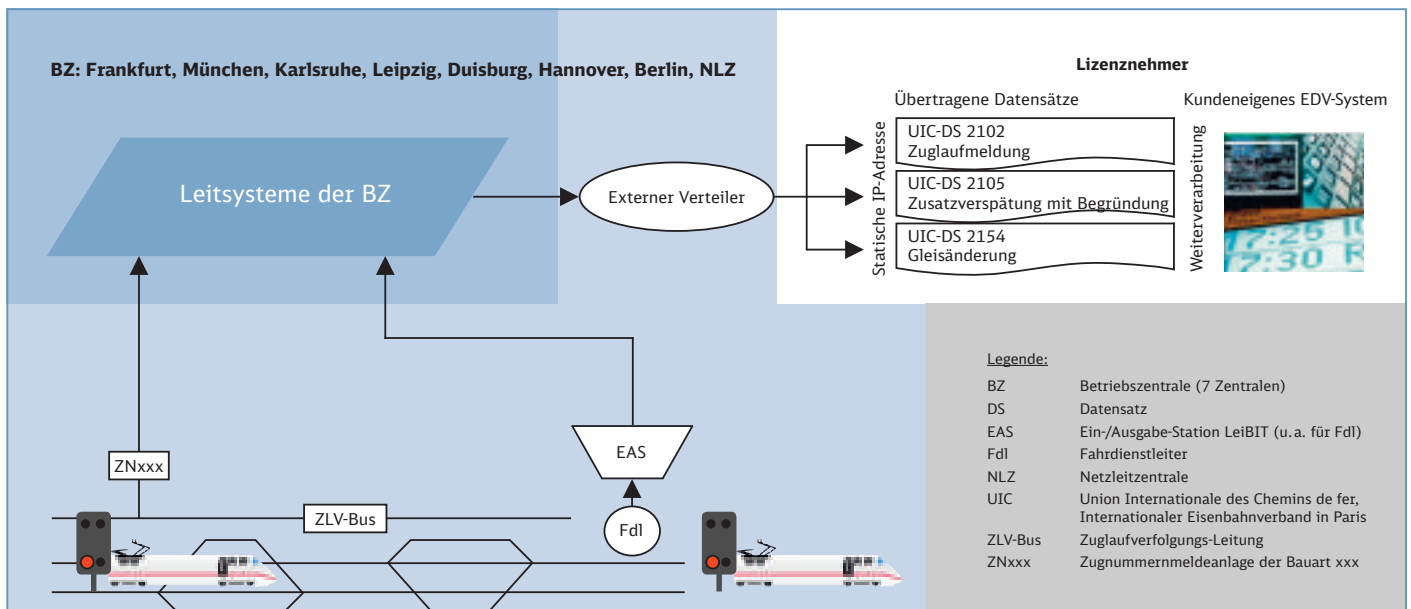 BZ: Frankfurt, München, Karlsruhe, Leipzig, Duisburg, Hannover, Berlin, NLZ
Leitsysteme der BZ
Externer Verteiler
Lizenznehmer
Übertragene Datensätze
Kundeneigenes EDV-System
Statische IP-Adresse
UIC-DS 2102
Zuglaufmeldung
UIC-DS 2105
Zusatzverspätung mit Begründung
UIC-DS 2154
Gleisänderung
Weiterverarbeitung
17:25
17:30
ZNxxx
ZLV-Bus
EAS
Fdl
Legende:
BZ Betriebszentrale (7 Zentralen)
DS Datensatz
EAS Ein-/Ausgabe-Station LeiBIT (u. a. für Fdl)
Fdl Fahrdienstleiter
NLZ Netzleitzentrale
UIC Union Internationale des Chemins de fer,
Internationaler Eisenbahnverband in Paris
ZLV-Bus Zuglaufverfolgungs-Leitung
ZNxxx Zugnummernmeldeanlage der Bauart xxx